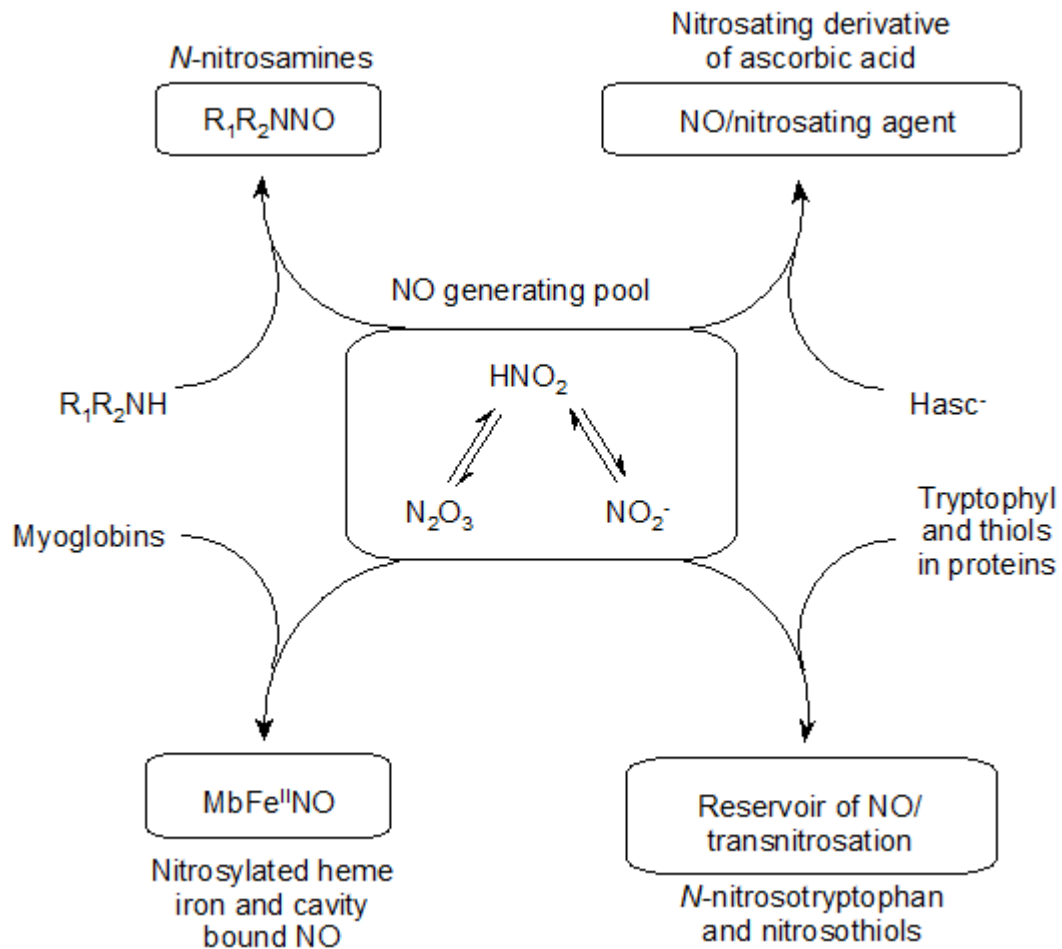 N-nitrosamines
R₁R₂NNO
Nitrosating derivative
of ascorbic acid
NO/nitrosating agent
NO generating pool
HNO₂
N₂O₃
NO₂⁻
R₁R₂NH
Hasc⁻
Myoglobins
Tryptophyl
and thiols
in proteins
MbFeᴵᴵNO
Nitrosylated heme
iron and cavity
bound NO
Reservoir of NO/
transnitrosation
N-nitrosotryptophan
and nitrosothiols